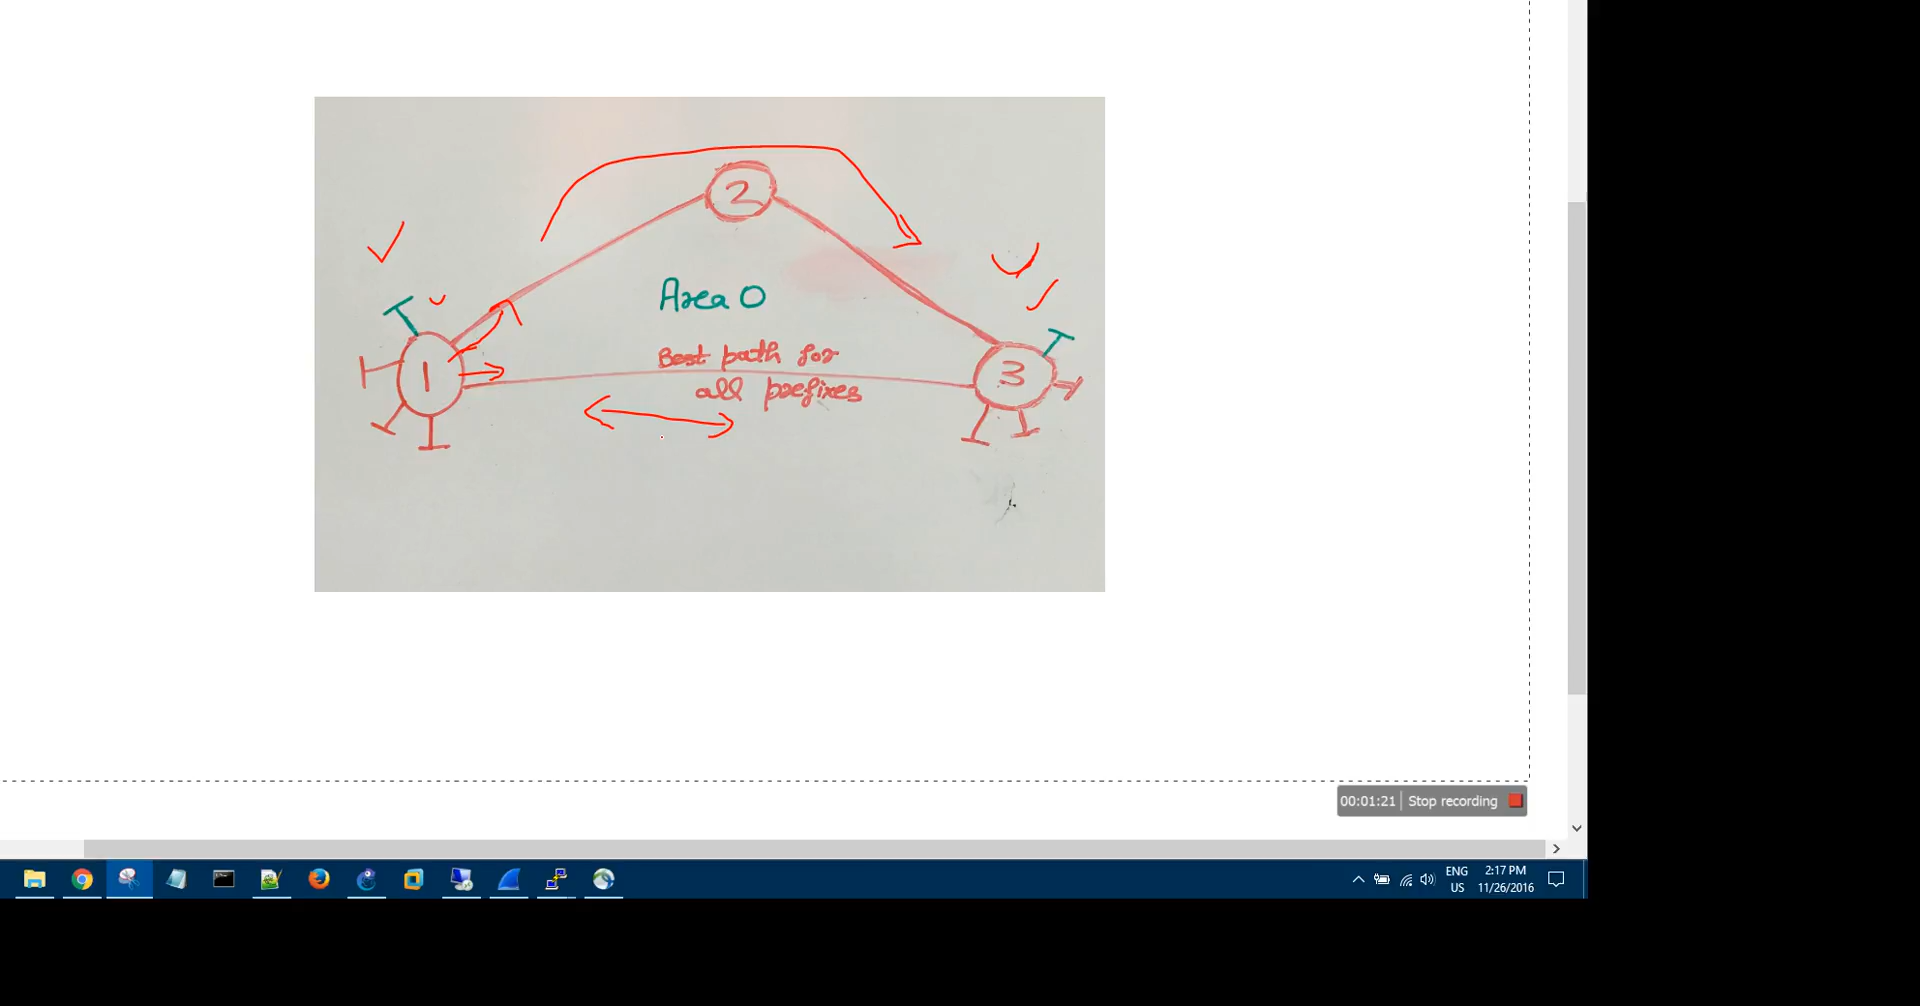 2
Area 0
Best path for
all prefixes
1
3
00:01:21 Stop recording
ENG
US
2:17 PM
11/26/2016